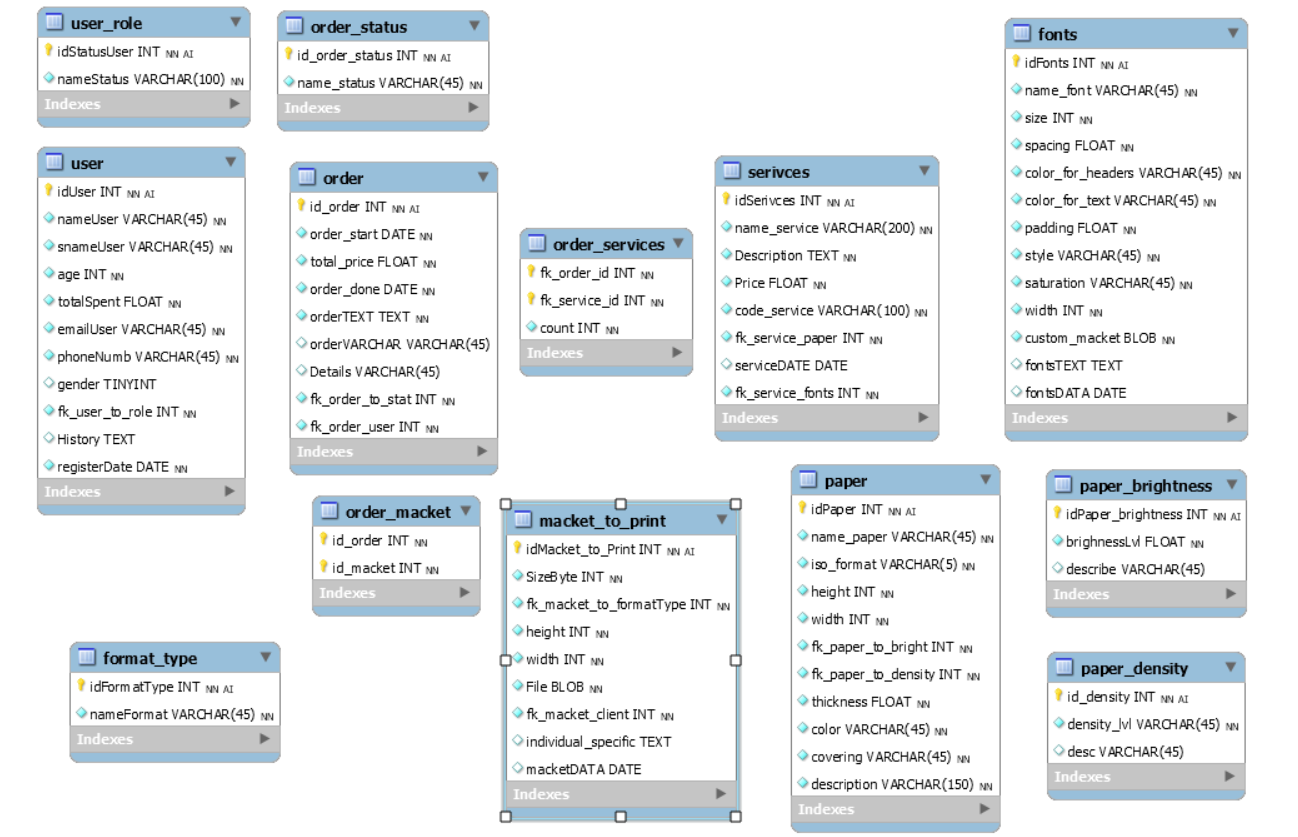 user_role
idStatusUser INT NN AI
nameStatus VARCHAR(100) NN
Indexes
order_status
id_order_status INT NN AI
name_status VARCHAR(45) NN
Indexes
fonts
idFonts INT NN AI
name_font VARCHAR(45) NN
size INT NN
spacing FLOAT NN
color_for_headers VARCHAR(45) NN
color_for_text VARCHAR(45) NN
padding FLOAT NN
style VARCHAR(45) NN
saturation VARCHAR(45) NN
width INT NN
custom_macket BLOB NN
fontsTEXT TEXT
fontsDATA DATE
Indexes
user
idUser INT NN AI
nameUser VARCHAR(45) NN
snameUser VARCHAR(45) NN
age INT NN
totalSpent FLOAT NN
emailUser VARCHAR(45) NN
phoneNumb VARCHAR(45) NN
gender TINYINT
fk_user_to_role INT NN
History TEXT
registerDate DATE NN
Indexes
order
id_order INT NN AI
order_start DATE NN
total_price FLOAT NN
order_done DATE NN
orderTEXT TEXT NN
orderVARCHAR VARCHAR(45)
Details VARCHAR(45)
fk_order_to_stat INT NN
fk_order_user INT NN
Indexes
order_services
fk_order_id INT NN
fk_service_id INT NN
count INT NN
Indexes
serivces
idSerivces INT NN AI
name_service VARCHAR(200) NN
Description TEXT NN
Price FLOAT NN
code_service VARCHAR(100) NN
fk_service_paper INT NN
serviceDATE DATE
fk_service_fonts INT NN
Indexes
order_macket
id_order INT NN
id_macket INT NN
Indexes
macket_to_print
idMacket_to_Print INT NN AI
SizeByte INT NN
fk_macket_to_formatType INT NN
height INT NN
width INT NN
File BLOB NN
fk_macket_client INT NN
individual_specific TEXT
macketDATA DATE
Indexes
paper
idPaper INT NN AI
name_paper VARCHAR(45) NN
iso_format VARCHAR(5) NN
height INT NN
width INT NN
fk_paper_to_bright INT NN
fk_paper_to_density INT NN
thickness FLOAT NN
color VARCHAR(45) NN
covering VARCHAR(45) NN
description VARCHAR(150) NN
Indexes
paper_brightness
idPaper_brightness INT NN AI
brighnessLvl FLOAT NN
describe VARCHAR(45)
Indexes
format_type
idFormatType INT NN AI
nameFormat VARCHAR(45) NN
Indexes
paper_density
id_density INT NN AI
density_lvl VARCHAR(45) NN
desc VARCHAR(45)
Indexes